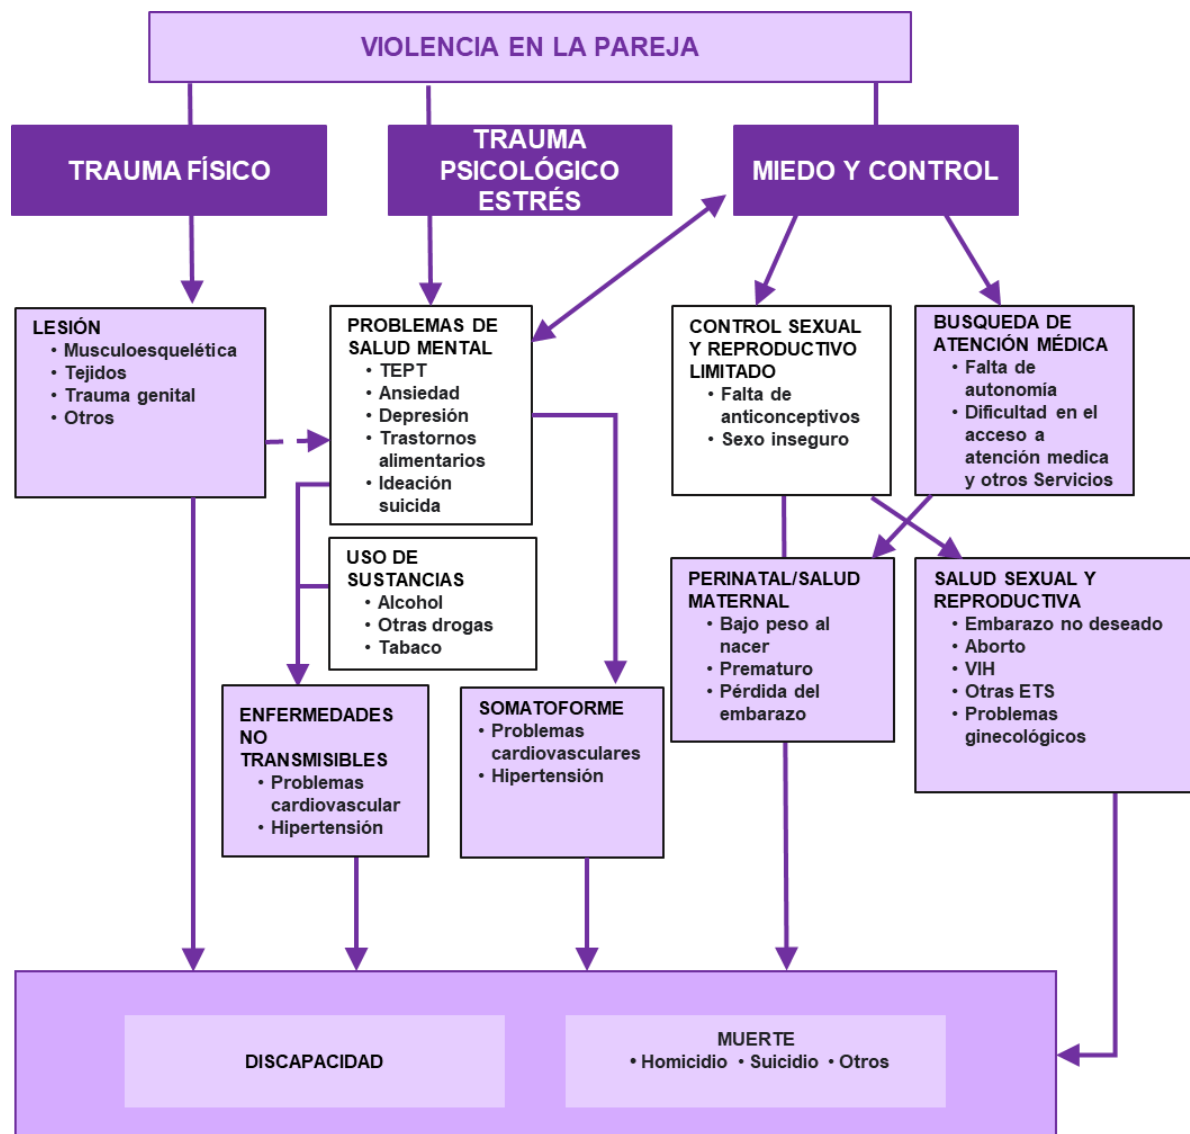 VIOLENCIA EN LA PAREJA
TRAUMA FÍSICO
TRAUMA
PSICOLÓGICO
ESTRÉS
MIEDO Y CONTROL
LESIÓN
• Musculoesquelética
• Tejidos
• Trauma genital
• Otros
PROBLEMAS DE
SALUD MENTAL
• TEPT
• Ansiedad
• Depresión
• Trastornos
alimentarios
• Ideación
suicida
CONTROL SEXUAL
Y REPRODUCTIVO
LIMITADO
• Falta de
anticonceptivos
• Sexo inseguro
BUSQUEDA DE
ATENCIÓN MÉDICA
• Falta de
autonomía
• Dificultad en el
acceso a
atención medica
y otros Servicios
USO DE
SUSTANCIAS
• Alcohol
• Otras drogas
• Tabaco
PERINATAL/SALUD
MATERNAL
• Bajo peso al
nacer
• Prematuro
• Pérdida del
embarazo
SALUD SEXUAL Y
REPRODUCTIVA
• Embarazo no deseado
• Aborto
• VIH
• Otras ETS
• Problemas
ginecológicos
ENFERMEDADES
NO
TRANSMISIBLES
• Problemas
cardiovascular
• Hipertensión
SOMATOFORME
• Problemas
cardiovasculares
• Hipertensión
DISCAPACIDAD
MUERTE
• Homicidio • Suicidio • Otros